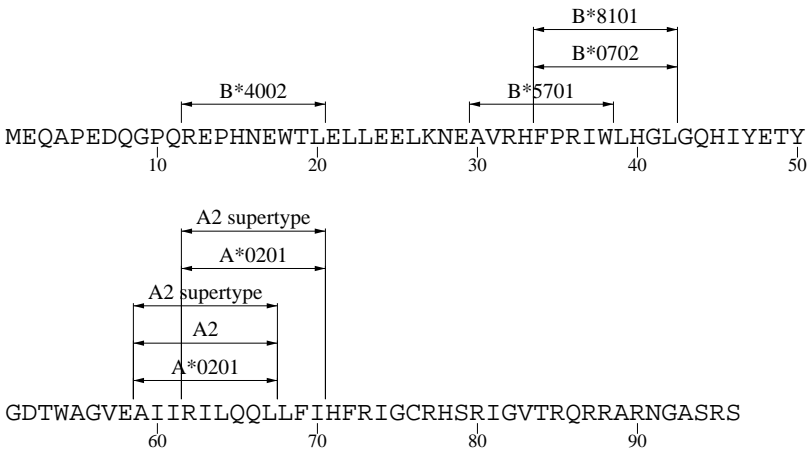 B*8101
B*0702
B*4002 B*5701
MEQAPEDQGPQREPHNEWTLELLEELKNEAVRHFPRIWLHGLGQHIYETY
10 20 30 40 50
A2 supertype
A*0201
A2 supertype
A2
A*0201
GDTWAGVEAIIRILQQLLFIHFRIGCRHSRIGVTRQRRARNGASRS
60 70 80 90